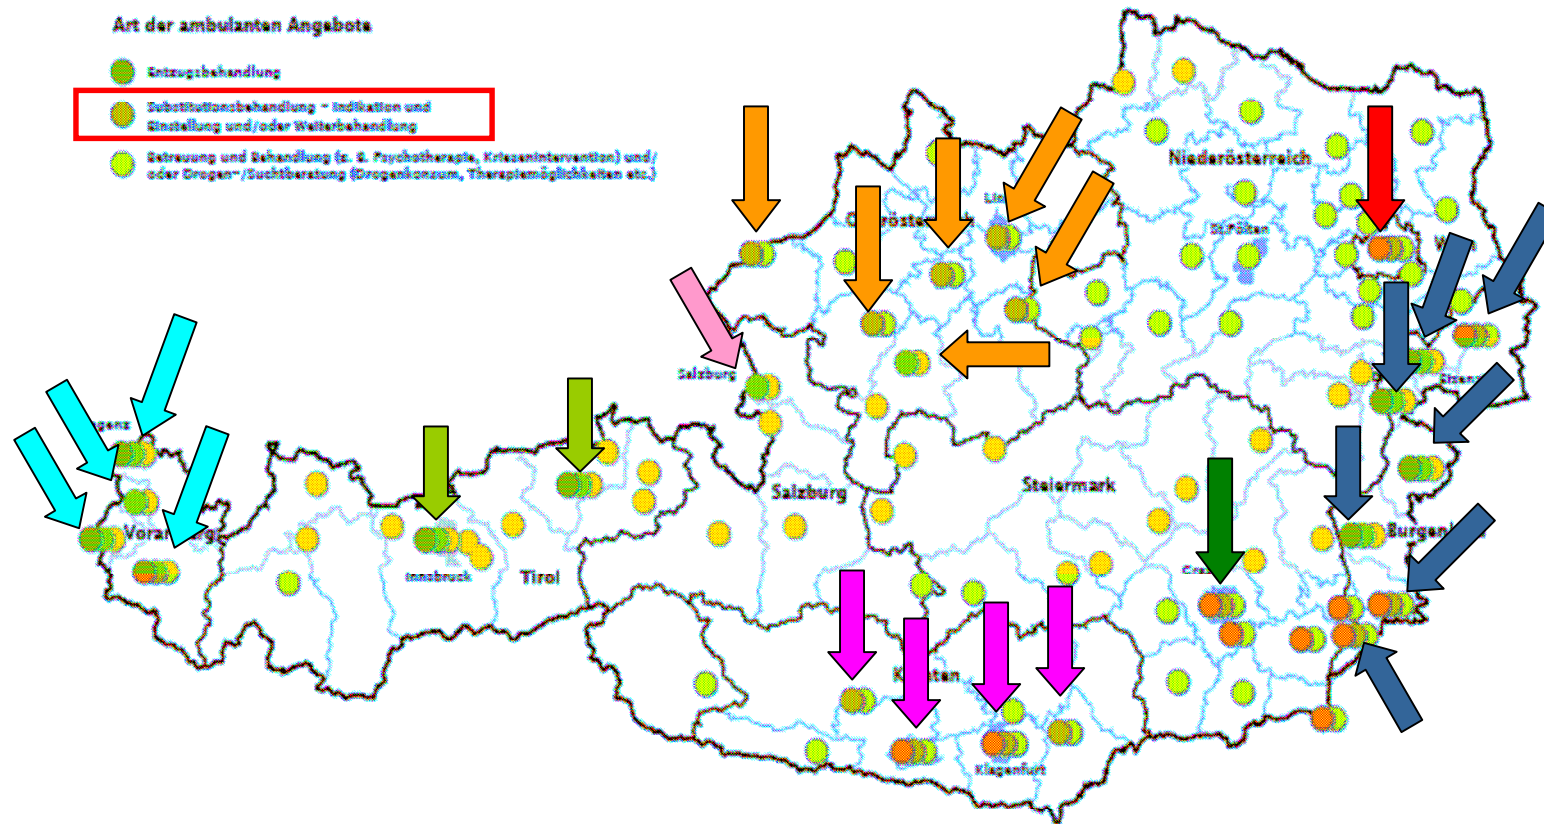 Art der ambulanten Angebote
Entzugsbehandlung
Substitutionsbehandlung - Indikation und
Einstellung und/oder Weiterbehandlung
Betreuung und Behandlung (z. B. Psychotherapie, Krisenintervention) und/
oder Drogen-/Suchtberatung (Drogenkonsum, Therapiemöglichkeiten etc.)
Niederösterreich
St.Pölten
Salzburg
Salzburg
Steiermark
Innsbruck
Tirol
Klagenfurt